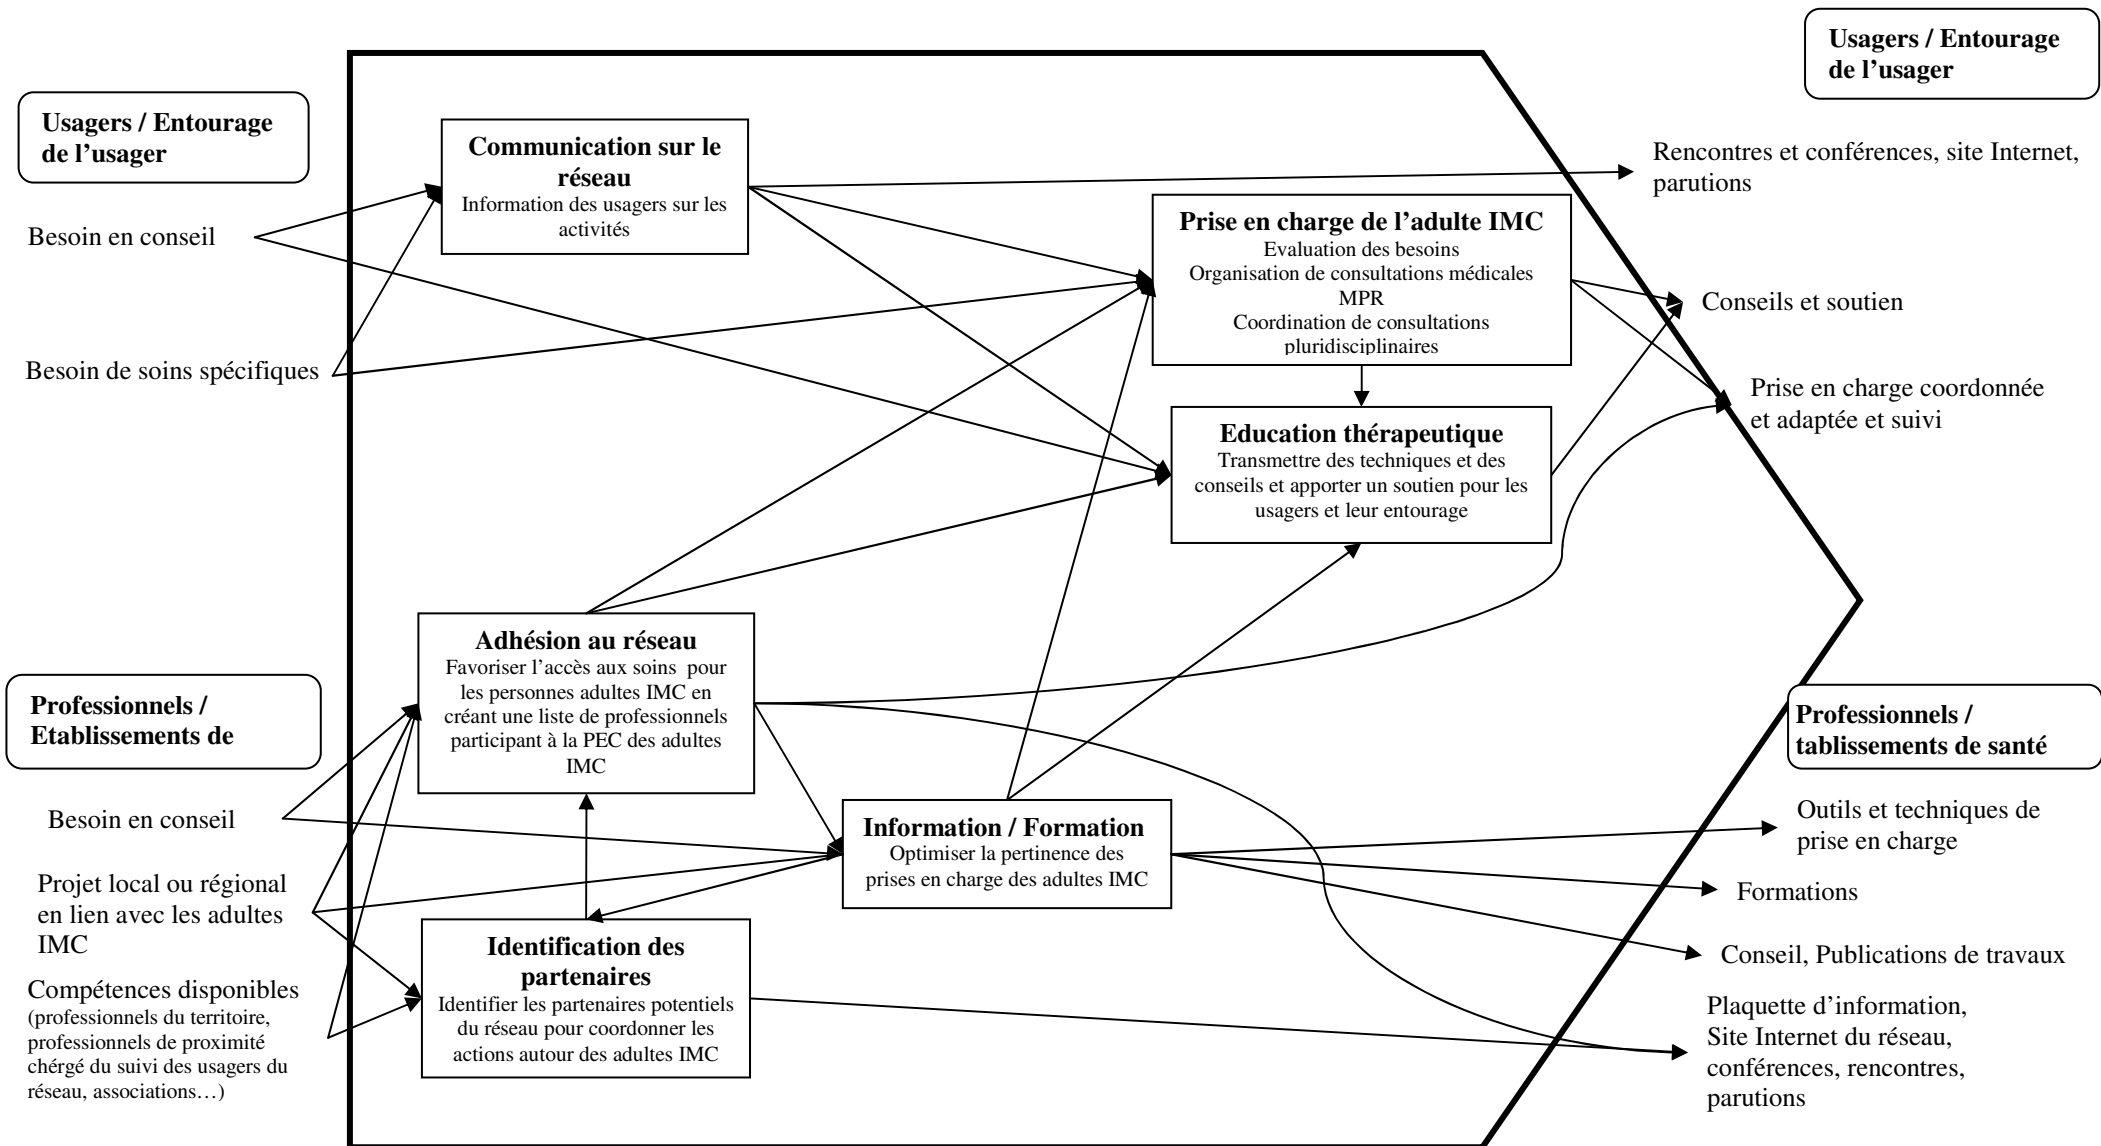 Usagers / Entourage
de l’usager
Usagers / Entourage
de l’usager
Besoin en conseil
Besoin de soins spécifiques
Communication sur le
réseau
Information des usagers sur les
activités
Rencontres et conférences, site Internet,
parutions
Prise en charge de l’adulte IMC
Evaluation des besoins
Organisation de consultations médicales
MPR
Coordination de consultations
pluridisciplinaires
Conseils et soutien
Prise en charge coordonnée
et adaptée et suivi
Education thérapeutique
Transmettre des techniques et des
conseils et apporter un soutien pour les
usagers et leur entourage
Adhésion au réseau
Favoriser l’accès aux soins  pour
les personnes adultes IMC en
créant une liste de professionnels
participant à la PEC des adultes
IMC
Professionnels /
Etablissements de
Professionnels /
tablissements de santé
Besoin en conseil
Projet local ou régional
en lien avec les adultes
IMC
Compétences disponibles
(professionnels du territoire,
professionnels de proximité
chérgé du suivi des usagers du
réseau, associations…)
Information / Formation
Optimiser la pertinence des
prises en charge des adultes IMC
Identification des
partenaires
Identifier les partenaires potentiels
du réseau pour coordonner les
actions autour des adultes IMC
Outils et techniques de
prise en charge
Formations
Conseil, Publications de travaux
Plaquette d’information,
Site Internet du réseau,
conférences, rencontres,
parutions